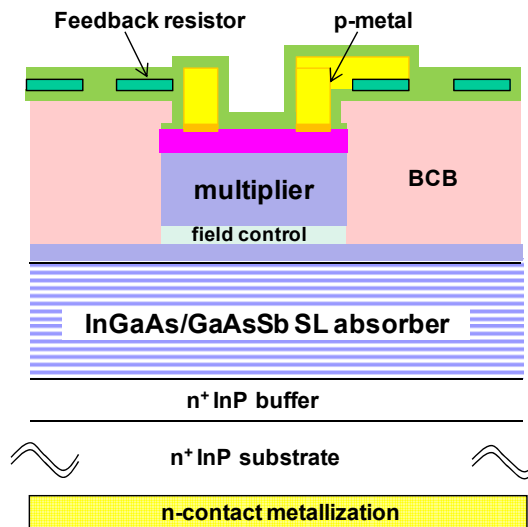 Feedback resistor
p-metal
multiplier
BCB
field control
InGaAs/GaAsSb SL absorber
n+ InP buffer
n+ InP substrate
n-contact metallization